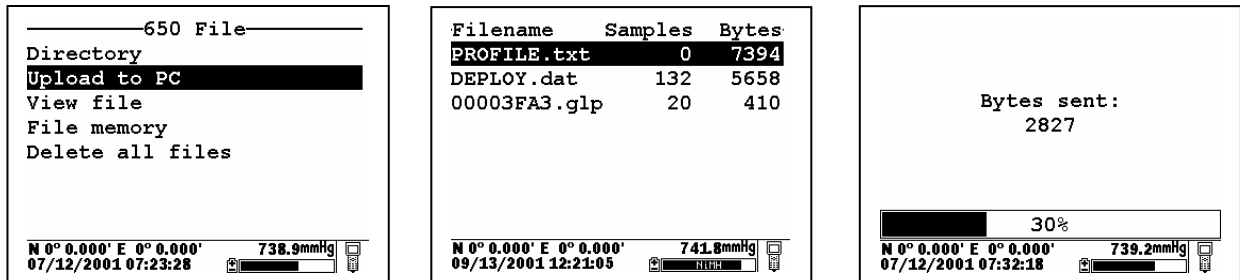 650 File
Directory
Upload to PC
View file
File memory
Delete all files
N 0° 0.000' E 0° 0.000' 738.9mmHg
07/12/2001 07:23:28
Filename Samples Bytes
PROFILE.txt 0 7394
DEPLOY.dat 132 5658
00003FA3.glp 20 410
N 0° 0.000' E 0° 0.000' 741.8mmHg
09/13/2001 12:21:05 NiMH
Bytes sent:
2827
30%
N 0° 0.000' E 0° 0.000' 739.2mmHg
07/12/2001 07:32:18